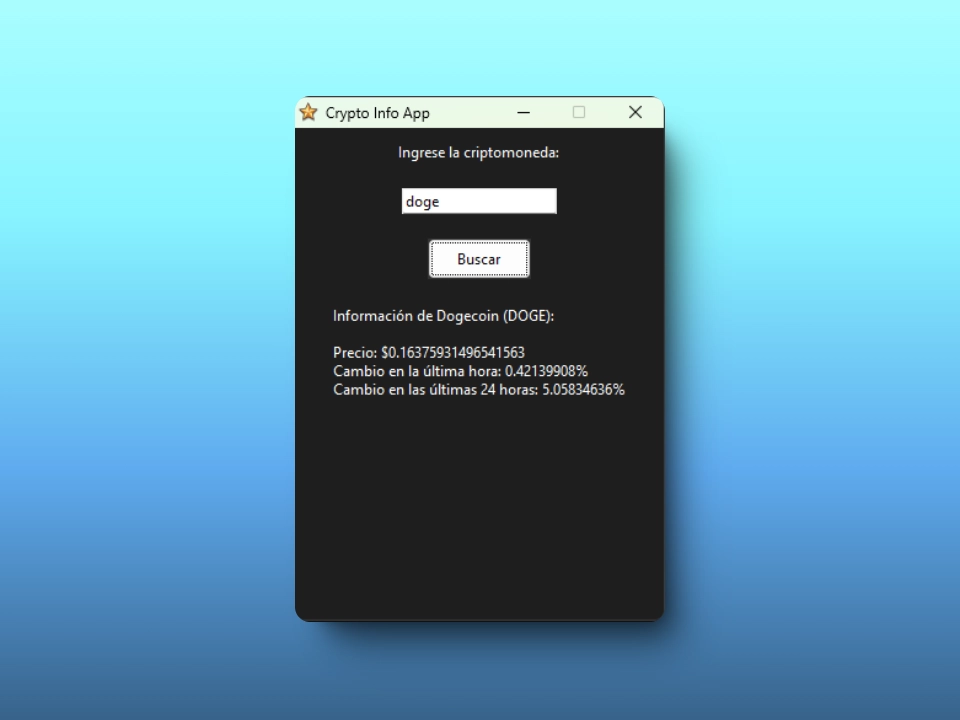 Crypto Info App
Ingrese la criptomoneda:
doge
Buscar
Información de Dogecoin (DOGE):
Precio: $0.16375931496541563
Cambio en la última hora: 0.42139908%
Cambio en las últimas 24 horas: 5.05834636%